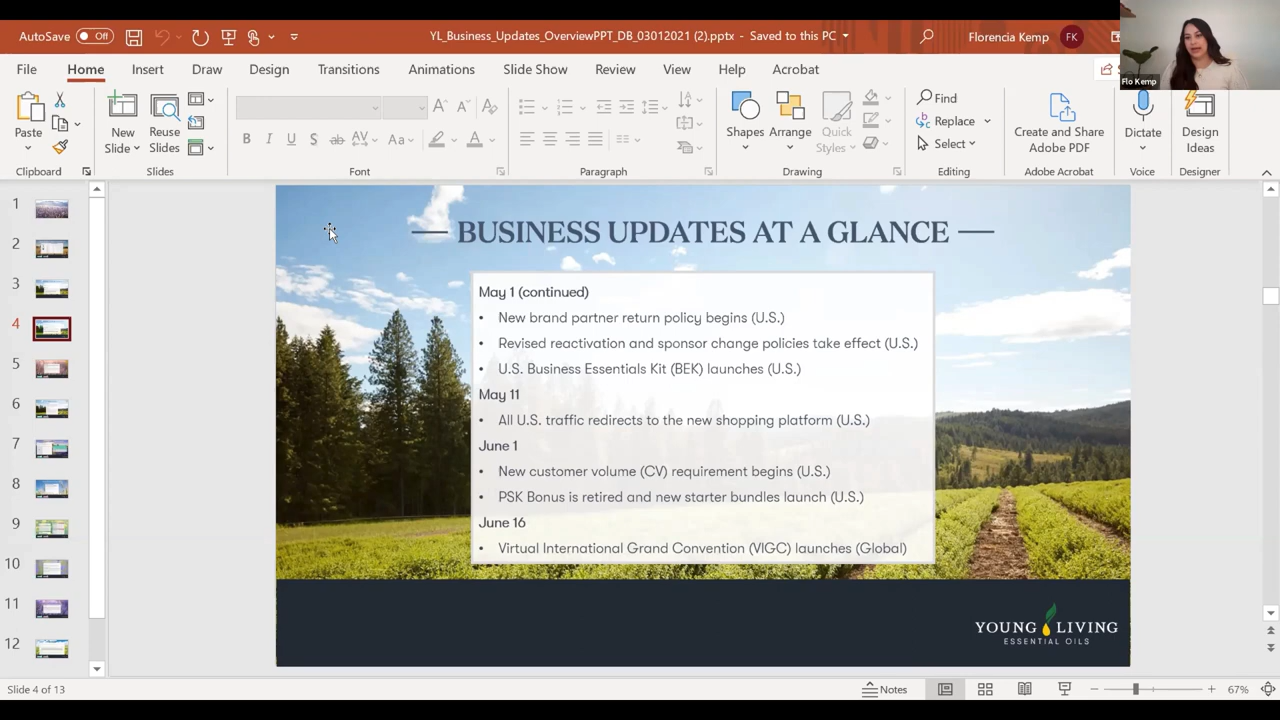 AutoSave Off
YL_Business_Updates_OverviewPPT_DB_03012021 (2).pptx - Saved to this PC
Florencia Kemp FK
Flo Kemp
File Home Insert Draw Design Transitions Animations Slide Show Review View Help Acrobat
Paste
New Slide
Reuse Slides
B I U S ab AV Aa A
Shapes
Arrange
Quick Styles
Find
Replace
Select
Create and Share Adobe PDF
Dictate
Design Ideas
Clipboard Slides Font Paragraph Drawing Editing Adobe Acrobat Voice Designer
1
2
3
4
5
6
7
8
9
10
11
12
BUSINESS UPDATES AT A GLANCE
May 1 (continued)
• New brand partner return policy begins (U.S.)
• Revised reactivation and sponsor change policies take effect (U.S.)
• U.S. Business Essentials Kit (BEK) launches (U.S.)
May 11
• All U.S. traffic redirects to the new shopping platform (U.S.)
June 1
• New customer volume (CV) requirement begins (U.S.)
• PSK Bonus is retired and new starter bundles launch (U.S.)
June 16
• Virtual International Grand Convention (VIGC) launches (Global)
YOUNG LIVING
ESSENTIAL OILS
Slide 4 of 13
Notes
67%